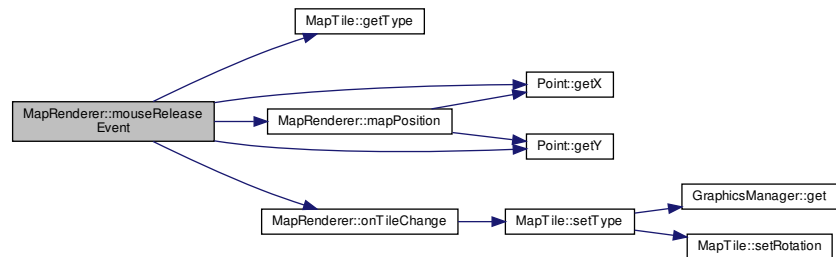 MapTile::getType
Point::getX
MapRenderer::mouseRelease
Event
MapRenderer::mapPosition
Point::getY
GraphicsManager::get
MapRenderer::onTileChange
MapTile::setType
MapTile::setRotation